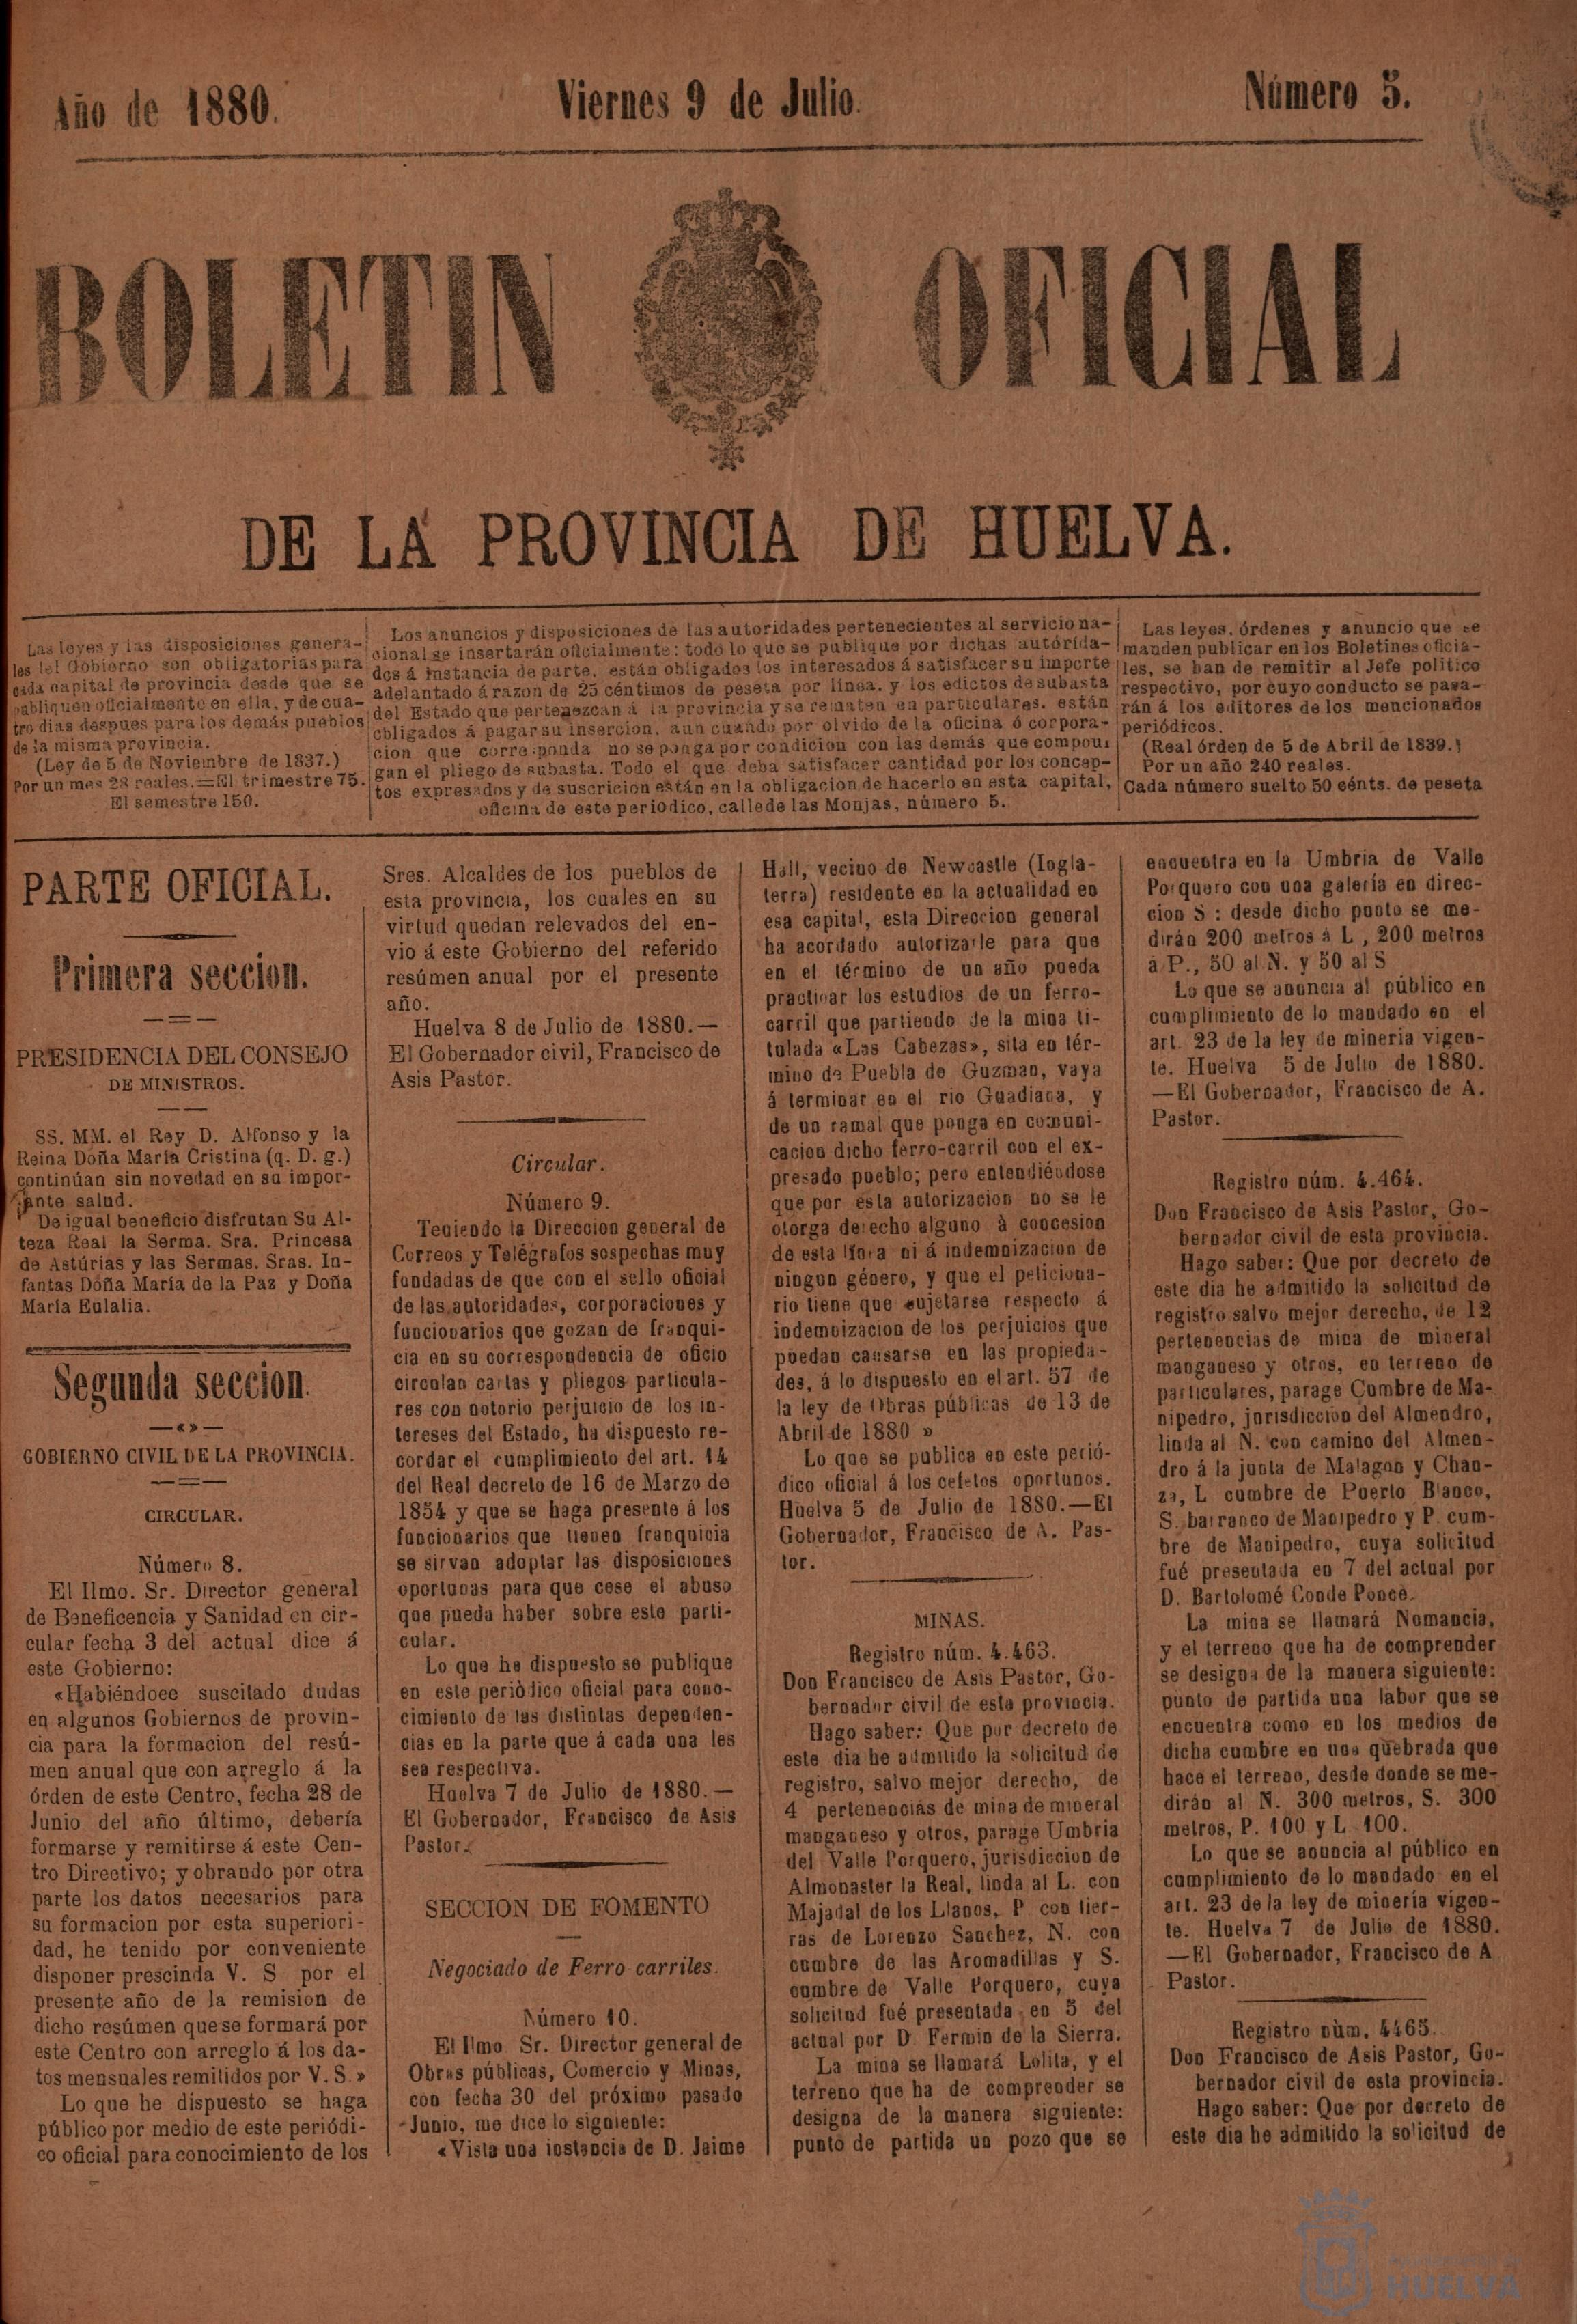 Año de 1880.
Viernes 9 de Julio.
Número 5.
BOLETIN OFICIAL
DE LA PROVINCIA DE HUELVA.
Las leyes y las disposiciones genera-
les del Gobierno son obligatorias para
cada capital de provincia desde que se
publiquen oficialmente en ella, y de cua-
tro dias despues para los demás pueblos
de la misma provincia.
(Ley de 5 de Noviembre de 1837.)
Por un mes 28 reales.=El trimestre 75.
El semestre 150.
Los anuncios y disposiciones de las autoridades pertenecientes al servicio na-
cional se insertarán oficialmente: todo lo que se publique por dichas autorida-
des á instancia de parte, están obligados los interesados á satisfacer su importe
adelantado á razon de 25 céntimos de peseta por línea. y los edictos de subasta
del Estado que pertenezcan á la provincia y se rematen en particulares. están
obligados á pagar su insercion, aun cuando por olvido de la oficina ó corpora-
cion que corresponda no se ponga por condicion con las demás que compon
gan el pliego de subasta. Todo el que deba satisfacer cantidad por los concep-
tos expresados y de suscricion están en la obligacion de hacerlo en esta capital,
oficina de este periodico, calle de las Monjas, número 5.
Las leyes. órdenes y anuncio que se
manden publicar en los Boletines oficia-
les, se han de remitir al Jefe politico
respectivo, por cuyo conducto se pasa-
rán á los editores de los mencionados
periódicos.
(Real órden de 5 de Abril de 1839.)
Por un año 240 reales.
Cada número suelto 50 cénts. de peseta
PARTE OFICIAL.
Primera seccion.
PRESIDENCIA DEL CONSEJO
DE MINISTROS.
SS. MM. el Rey D. Alfonso y la
Reina Doña María Cristina (q. D. g.)
continúan sin novedad en su impor-
tante salud.
De igual beneficio disfrutan Su Al-
teza Real la Serma. Sra. Princesa
de Astúrias y las Sermas. Sras. In-
fantas Doña María de la Paz y Doña
María Eulalia.
Segunda seccion.
GOBIERNO CIVIL DE LA PROVINCIA.
CIRCULAR.
Número 8.
El Ilmo. Sr. Director general
de Beneficencia y Sanidad en cir-
cular fecha 3 del actual dice á
este Gobierno:
«Habiéndoee suscitado dudas
en algunos Gobiernos de provin-
cia para la formacion del resú-
men anual que con arreglo á la
órden de este Centro, fecha 28 de
Junio del año último, debería
formarse y remitirse á este Cen-
tro Directivo; y obrando por otra
parte los datos necesarios para
su formacion por esta superiori-
dad, he tenido por conveniente
disponer prescinda V. S por el
presente año de la remision de
dicho resúmen que se formará por
este Centro con arreglo á los da-
tos mensuales remitidos por V. S.»
Lo que he dispuesto se haga
público por medio de este periódi-
co oficial para conocimiento de los
Sres. Alcaldes de los pueblos de
esta provincia, los cuales en su
virtud quedan relevados del en-
vio á este Gobierno del referido
resúmen anual por el presente
año.
Huelva 8 de Julio de 1880.—
El Gobernador civil, Francisco de
Asis Pastor.
Circular.
Número 9.
Teniendo la Direccion general de
Correos y Telégrafos sospechas muy
fundadas de que con el sello oficial
de las autoridades, corporaciones y
funcionarios que gozan de franqui-
cia en su correspondencia de oficio
circulan cartas y pliegos particula-
res con notorio perjuicio de los in-
tereses del Estado, ha dispuesto re-
cordar el cumplimiento del art. 14
del Real decreto de 16 de Marzo de
1854 y que se haga presente á los
funcionarios que tienen franquicia
se sirvan adoptar las disposiciones
oportunas para que cese el abuso
que pueda haber sobre este parti-
cular.
Lo que he dispuesto se publique
en este periódico oficial para cono-
cimiento de las distintas dependen-
cias en la parte que á cada una les
sea respectiva.
Huelva 7 de Julio de 1880.—
El Gobernador, Francisco de Asis
Pastor.
SECCION DE FOMENTO
Negociado de Ferro carriles.
Número 10.
El Ilmo. Sr. Director general de
Obras públicas, Comercio y Minas,
con fecha 30 del próximo pasado
Junio, me dice lo siguiente:
«Vista una instancia de D. Jaime
Hall, vecino de Newcastle (Ingla-
terra) residente en la actualidad en
esa capital, esta Direccion general
ha acordado autorizarle para que
en el término de un año pueda
practicar los estudios de un ferro-
carril que partiendo de la mina ti-
tulada «Las Cabezas», sita en tér-
mino de Puebla de Guzman, vaya
á terminar en el rio Guadiana, y
de un ramal que ponga en comuni-
cacion dicho ferro-carril con el ex-
presado pueblo; pero entendiéndose
que por esta autorizacion no se le
otorga derecho alguno à concesion
de esta línea ni á indemnizacion de
ningun género, y que el peticiona-
rio tiene que sujetarse respecto á
indemnizacion de los perjuicios que
puedan causarse en las propieda-
des, á lo dispuesto en el art. 57 de
la ley de Obras públicas de 13 de
Abril de 1880 »
Lo que se publica en este perió-
dico oficial á los cefetos oportunos.
Huelva 5 de Julio de 1880.—El
Gobernador, Francisco de A. Pas-
tor.
MINAS.
Registro núm. 4.463.
Don Francisco de Asis Pastor, Go-
bernador civil de esta provincia.
Hago saber: Que por decreto de
este dia he admitido la solicitud de
registro, salvo mejor derecho, de
4 pertenencias de mina de mineral
manganeso y otros, parage Umbria
del Valle Porquero, jurisdiccion de
Almonaster la Real, linda al L. con
Majadal de los Llanos, P. con tier-
ras de Lorenzo Sanchez, N. con
cumbre de las Aromadillas y S.
cumbre de Valle Porquero, cuya
solicitud fué presentada en 5 del
actual por D. Fermin de la Sierra.
La mina se llamará Lolita, y el
terreno que ha de comprender se
designa de la manera siguiente:
punto de partida un pozo que se
encuentra en la Umbria de Valle
Porquero con una galería en direc-
cion S : desde dicho punto se me-
dirán 200 metros á L , 200 metros
á P., 50 al N. y 50 al S
Lo que se anuncia al público en
cumplimiento de lo mandado en el
art. 23 de la ley de mineria vigen-
te. Huelva 5 de Julio de 1880.
—El Gobernador, Francisco de A.
Pastor.
Registro núm. 4.464.
Don Francisco de Asis Pastor, Go-
bernador civil de esta provincia.
Hago saber: Que por decreto de
este dia he admitido la solicitud de
registro salvo mejor derecho, de 12
pertenencias de mina de mineral
manganeso y otros, en terreno de
particulares, parage Cumbre de Ma-
nipedro, jurisdiccion del Almendro,
linda al N. con camino del Almen-
dro á la junta de Malagon y Chan-
za, L cumbre de Puerto Blanco,
S. barranco de Manipedro y P. cum-
bre de Manipedro, cuya solicitud
fué presentada en 7 del actual por
D. Bartolomé Conde Ponce.
La mina se llamará Nomancia,
y el terreno que ha de comprender
se designa de la manera siguiente:
punto de partida una labor que se
encuentra como en los medios de
dicha cumbre en una quebrada que
hace el terreno, desde donde se me-
dirán al N. 300 metros, S. 300
metros, P. 100 y L 100.
Lo que se anuncia al público en
cumplimiento de lo mandado en el
art. 23 de la ley de minería vigen-
te. Huelva 7 de Julio de 1880.
—El Gobernador, Francisco de A
Pastor.
Registro núm. 4465.
Don Francisco de Asis Pastor, Go-
bernador civil de esta provincia.
Hago saber: Que por decreto de
este dia he admitido la solicitud de
HUELVA